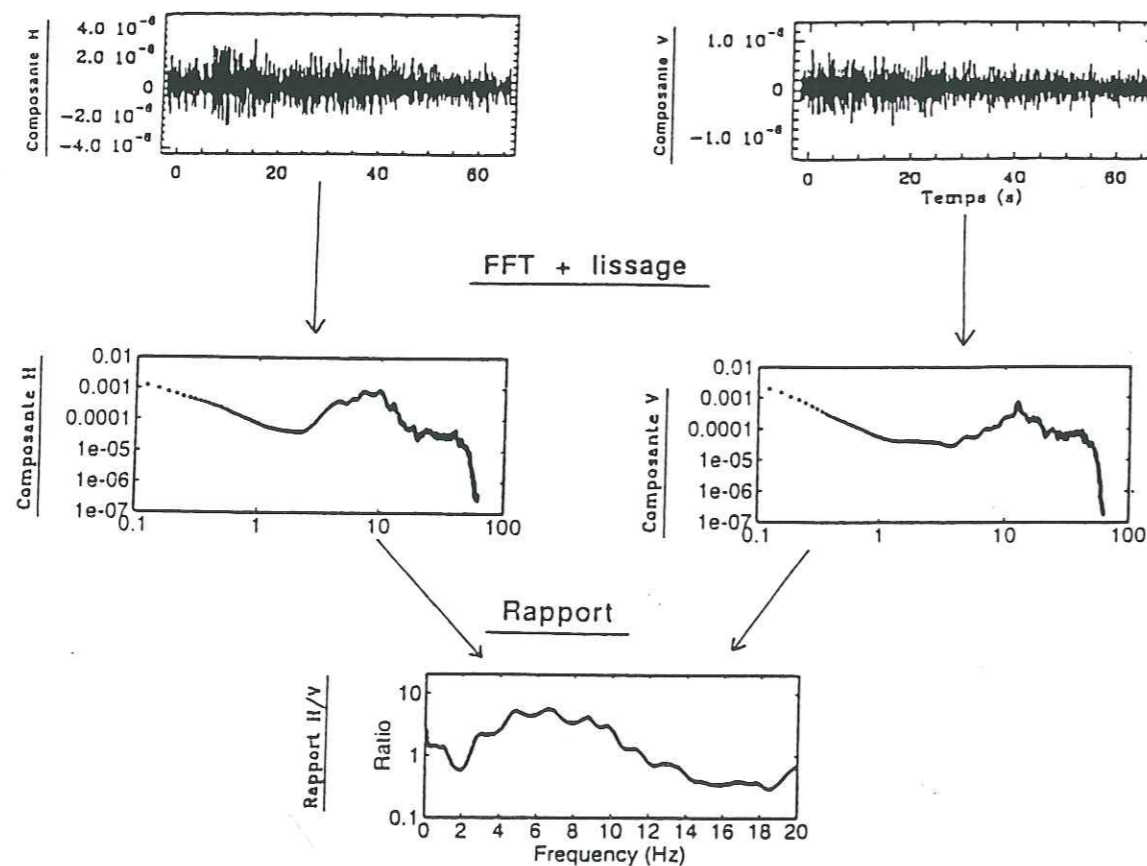 Composante H
4.0 10⁻⁶
2.0 10⁻⁶
0
-2.0 10⁻⁶
-4.0 10⁻⁶
0 20 40 60
Composante V
1.0 10⁻⁶
0
-1.0 10⁻⁶
0 20 40 60
Temps (s)
FFT + lissage
Composante H
0.01
0.001
0.0001
1e-05
1e-06
1e-07
0.1 1 10 100
Composante V
0.01
0.001
0.0001
1e-05
1e-06
1e-07
0.1 1 10 100
Rapport
Rapport H/V
Ratio
10
1
0.1
0 2 4 6 8 10 12 14 16 18 20
Frequency (Hz)